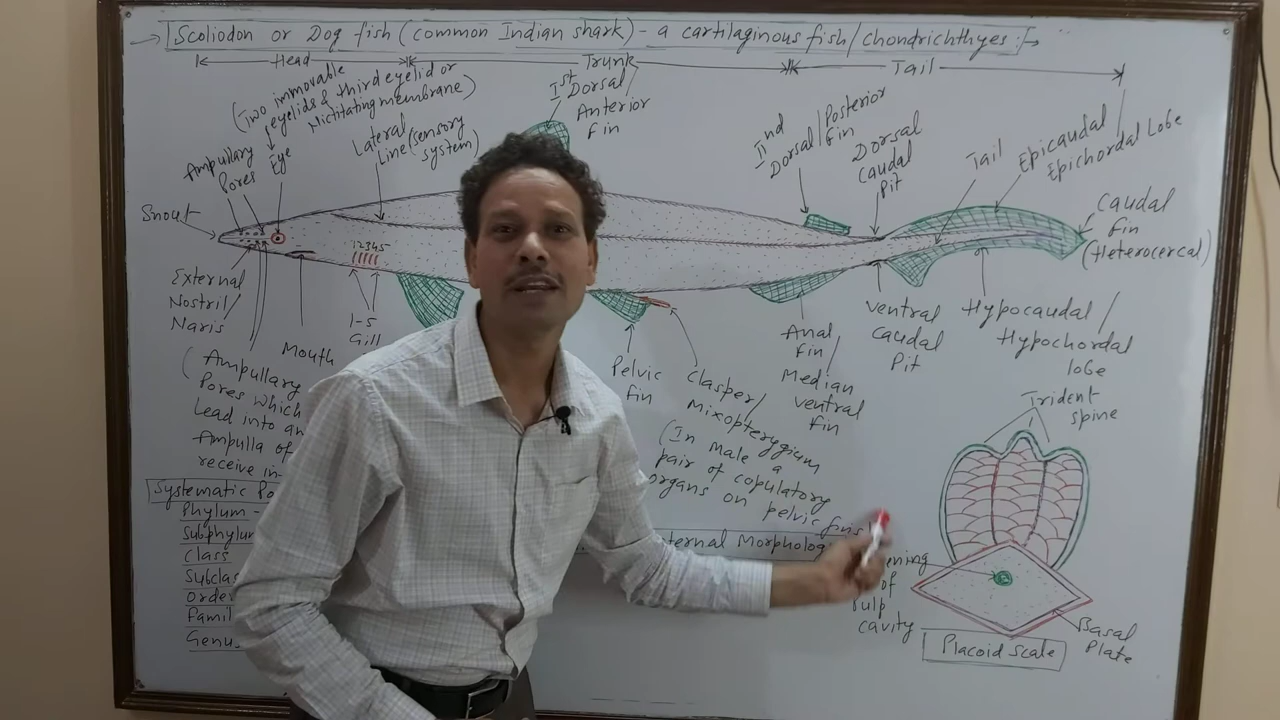 Scoliodon or Dog fish (common Indian shark) - a cartilaginous fish/chondrichthyes :-
Head
Trunk
Tail
(Two immovable
eyelids & third eyelid or
Nictitating membrane)
Ampullary
Pores
Eye
Lateral
Line (sensory
system)
Ist Dorsal
Anterior
fin
IInd
Dorsal/Posterior
fin
Dorsal
Caudal
Pit
Tail
Epicaudal
Epichordal Lobe
Caudal
fin
(Heterocercal)
Snout
12345
External
Nostril/
Naris
1-5
Gill
Mouth
Pelvic
fin
Clasper/
Mixopterygium
(In male a
pair of copulatory
organs on pelvic fins)
Anal
fin/
Median
ventral
fin
Ventral
Caudal
Pit
Hypocaudal/
Hypochordal
lobe
(Ampullary
Pores which
Lead into an
Ampulla of
receive in
Trident
spine
Systematic Po
Phylum -
Subphylum
Class
Subclas
Order
Famil
Genus
ternal Morpholog
ening
of
Pulp
cavity
Basal
Plate
Placoid scale